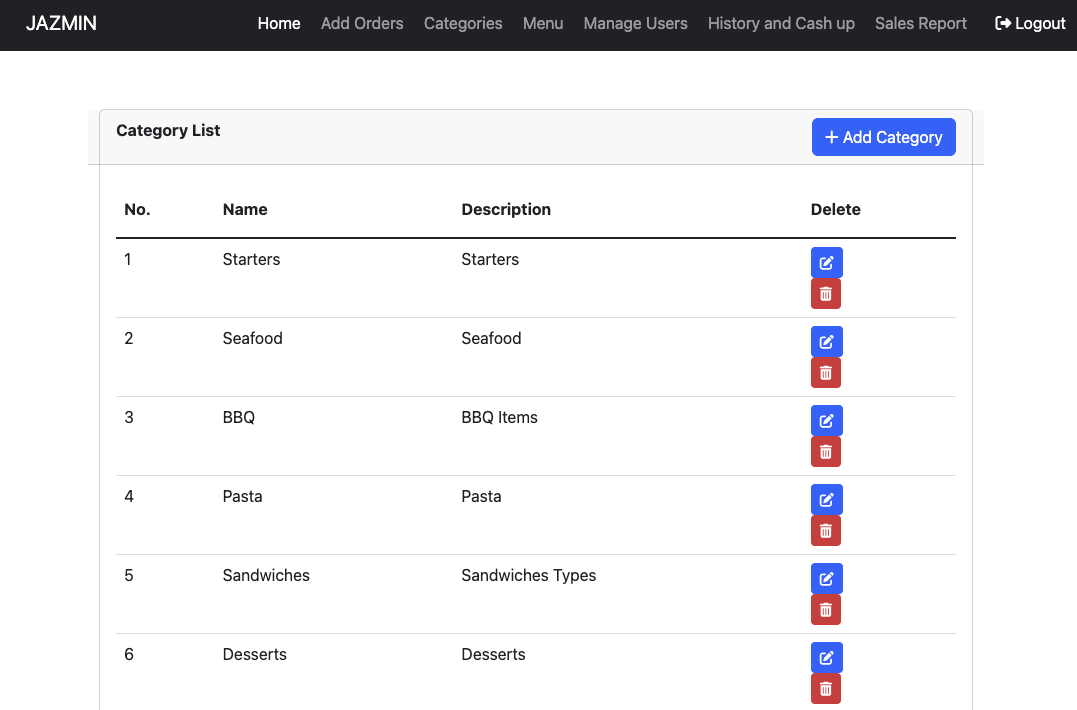 JAZMIN Home Add Orders Categories Menu Manage Users History and Cash up Sales Report Logout
Category List
+ Add Category
No. Name Description Delete
1 Starters Starters
2 Seafood Seafood
3 BBQ BBQ Items
4 Pasta Pasta
5 Sandwiches Sandwiches Types
6 Desserts Desserts